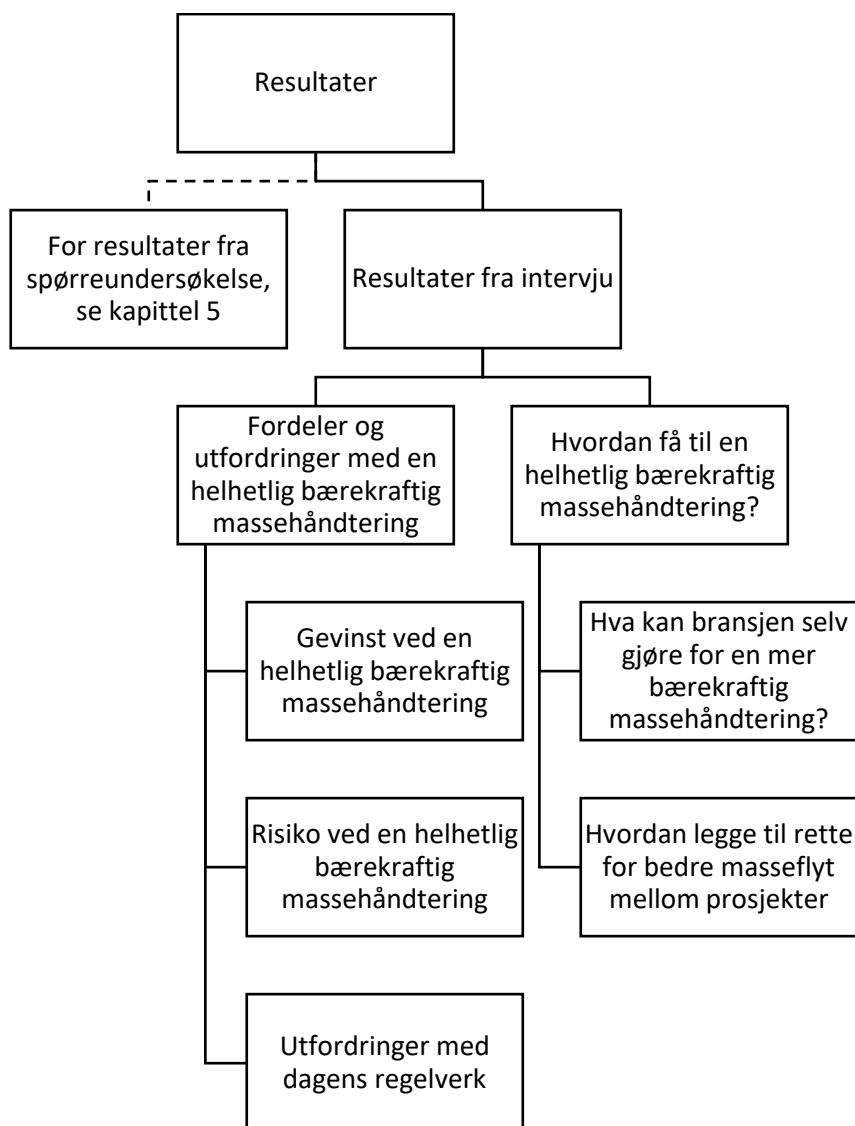 Resultater
For resultater fra
spørreundersøkelse,
se kapittel 5
Resultater fra intervju
Fordeler og
utfordringer med en
helhetlig bærekraftig
massehåndtering
Hvordan få til en
helhetlig bærekraftig
massehåndtering?
Gevinst ved en
helhetlig bærekraftig
massehåndtering
Hva kan bransjen selv
gjøre for en mer
bærekraftig
massehåndtering?
Risiko ved en helhetlig
bærekraftig
massehåndtering
Hvordan legge til rette
for bedre masseflyt
mellom prosjekter
Utfordringer med
dagens regelverk